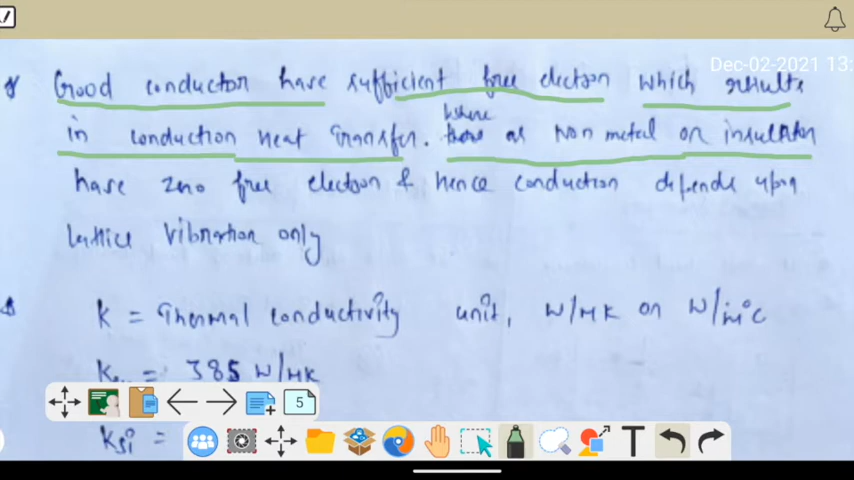 Dec-02-2021 13:
Good conductor have sufficient free electron which results
in conduction heat transfer. where as Non metal or insulator
have zero free electron & hence conduction depends upon
lattice vibration only
K = Thermal conductivity unit, W/MK or W/m°C
= 385 W/MK
Ksi =
5
T